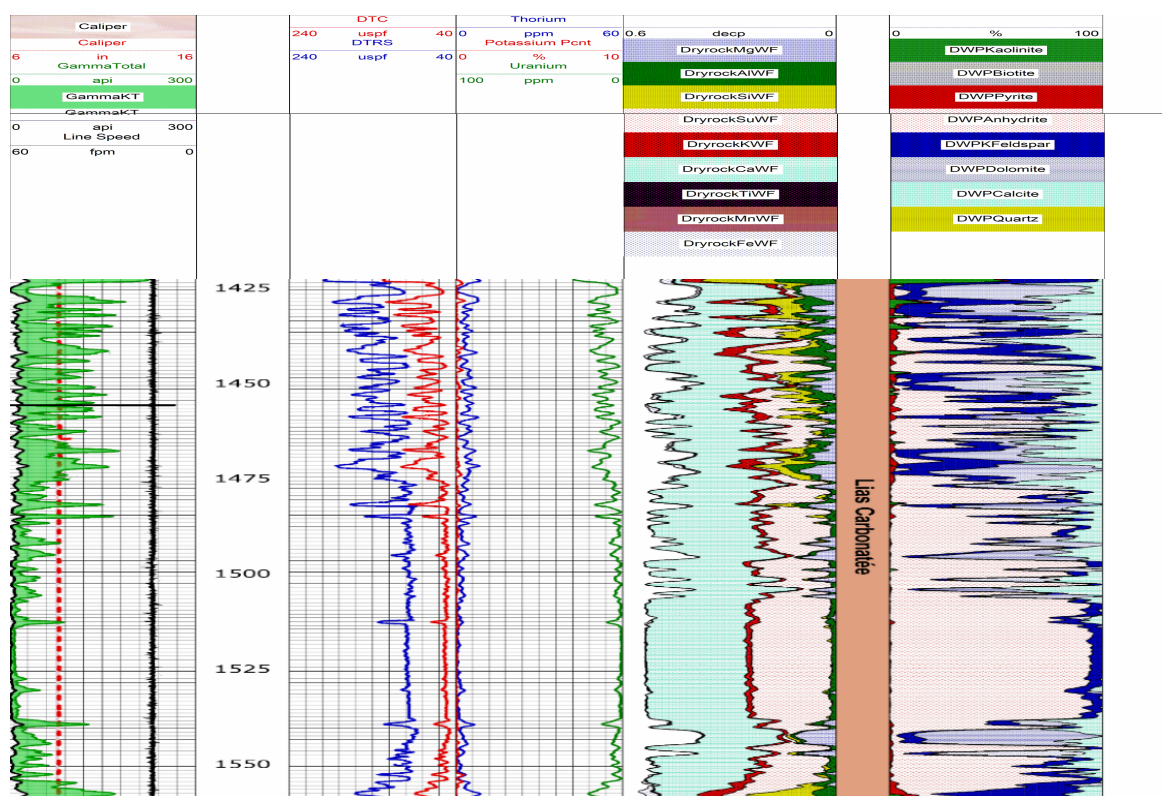 Caliper
Caliper
6 in 16
GammaTotal
0 api 300
GammaKT
GammaKT
0 api 300
Line Speed
60 fpm 0
DTC
240 uspf 40
DTRS
240 uspf 40
Thorium
0 ppm 60
Potassium Pcnt
0 % 10
Uranium
100 ppm 0
0.6 decp 0
DryrockMgWF
DryrockAlWF
DryrockSiWF
DryrockSuWF
DryrockKWF
DryrockCaWF
DryrockTiWF
DryrockMnWF
DryrockFeWF
0 % 100
DWPKaolinite
DWPBiotite
DWPPyrite
DWPAnhydrite
DWPKFeldspar
DWPDolomite
DWPCalcite
DWPQuartz
1425
1450
1475
1500
1525
1550
Lias Carbonatée